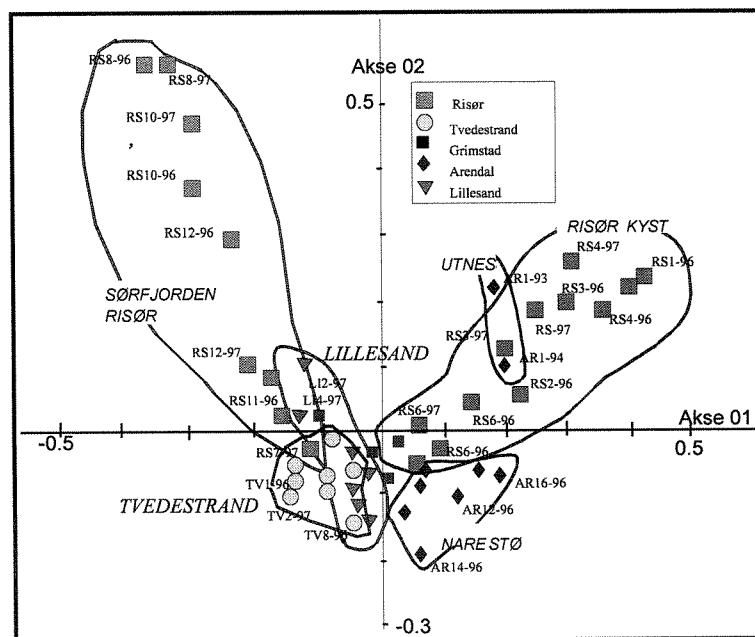 RS8-96
RS8-97
Akse 02
0.5
RS10-97
RS10-96
RS12-96
Risør
Tvedestrand
Grimstad
Arendal
Lillesand
RISØR KYST
UTNES
RS4-97
RS1-96
AR1-93
RS3-96
RS-97
RS4-96
SØRFJORDEN
RISØR
RS3-97
AR1-94
RS12-97
LILLESAND
LI2-97
RS2-96
RS11-96
LI4-97
RS6-97
RS6-96
Akse 01
-0.5
0.5
RS7-97
RS6-96
TV1-96
AR16-96
TVEDESTRAND
TV2-97
AR12-96
TV8-96
NARESTØ
AR14-96
-0.3